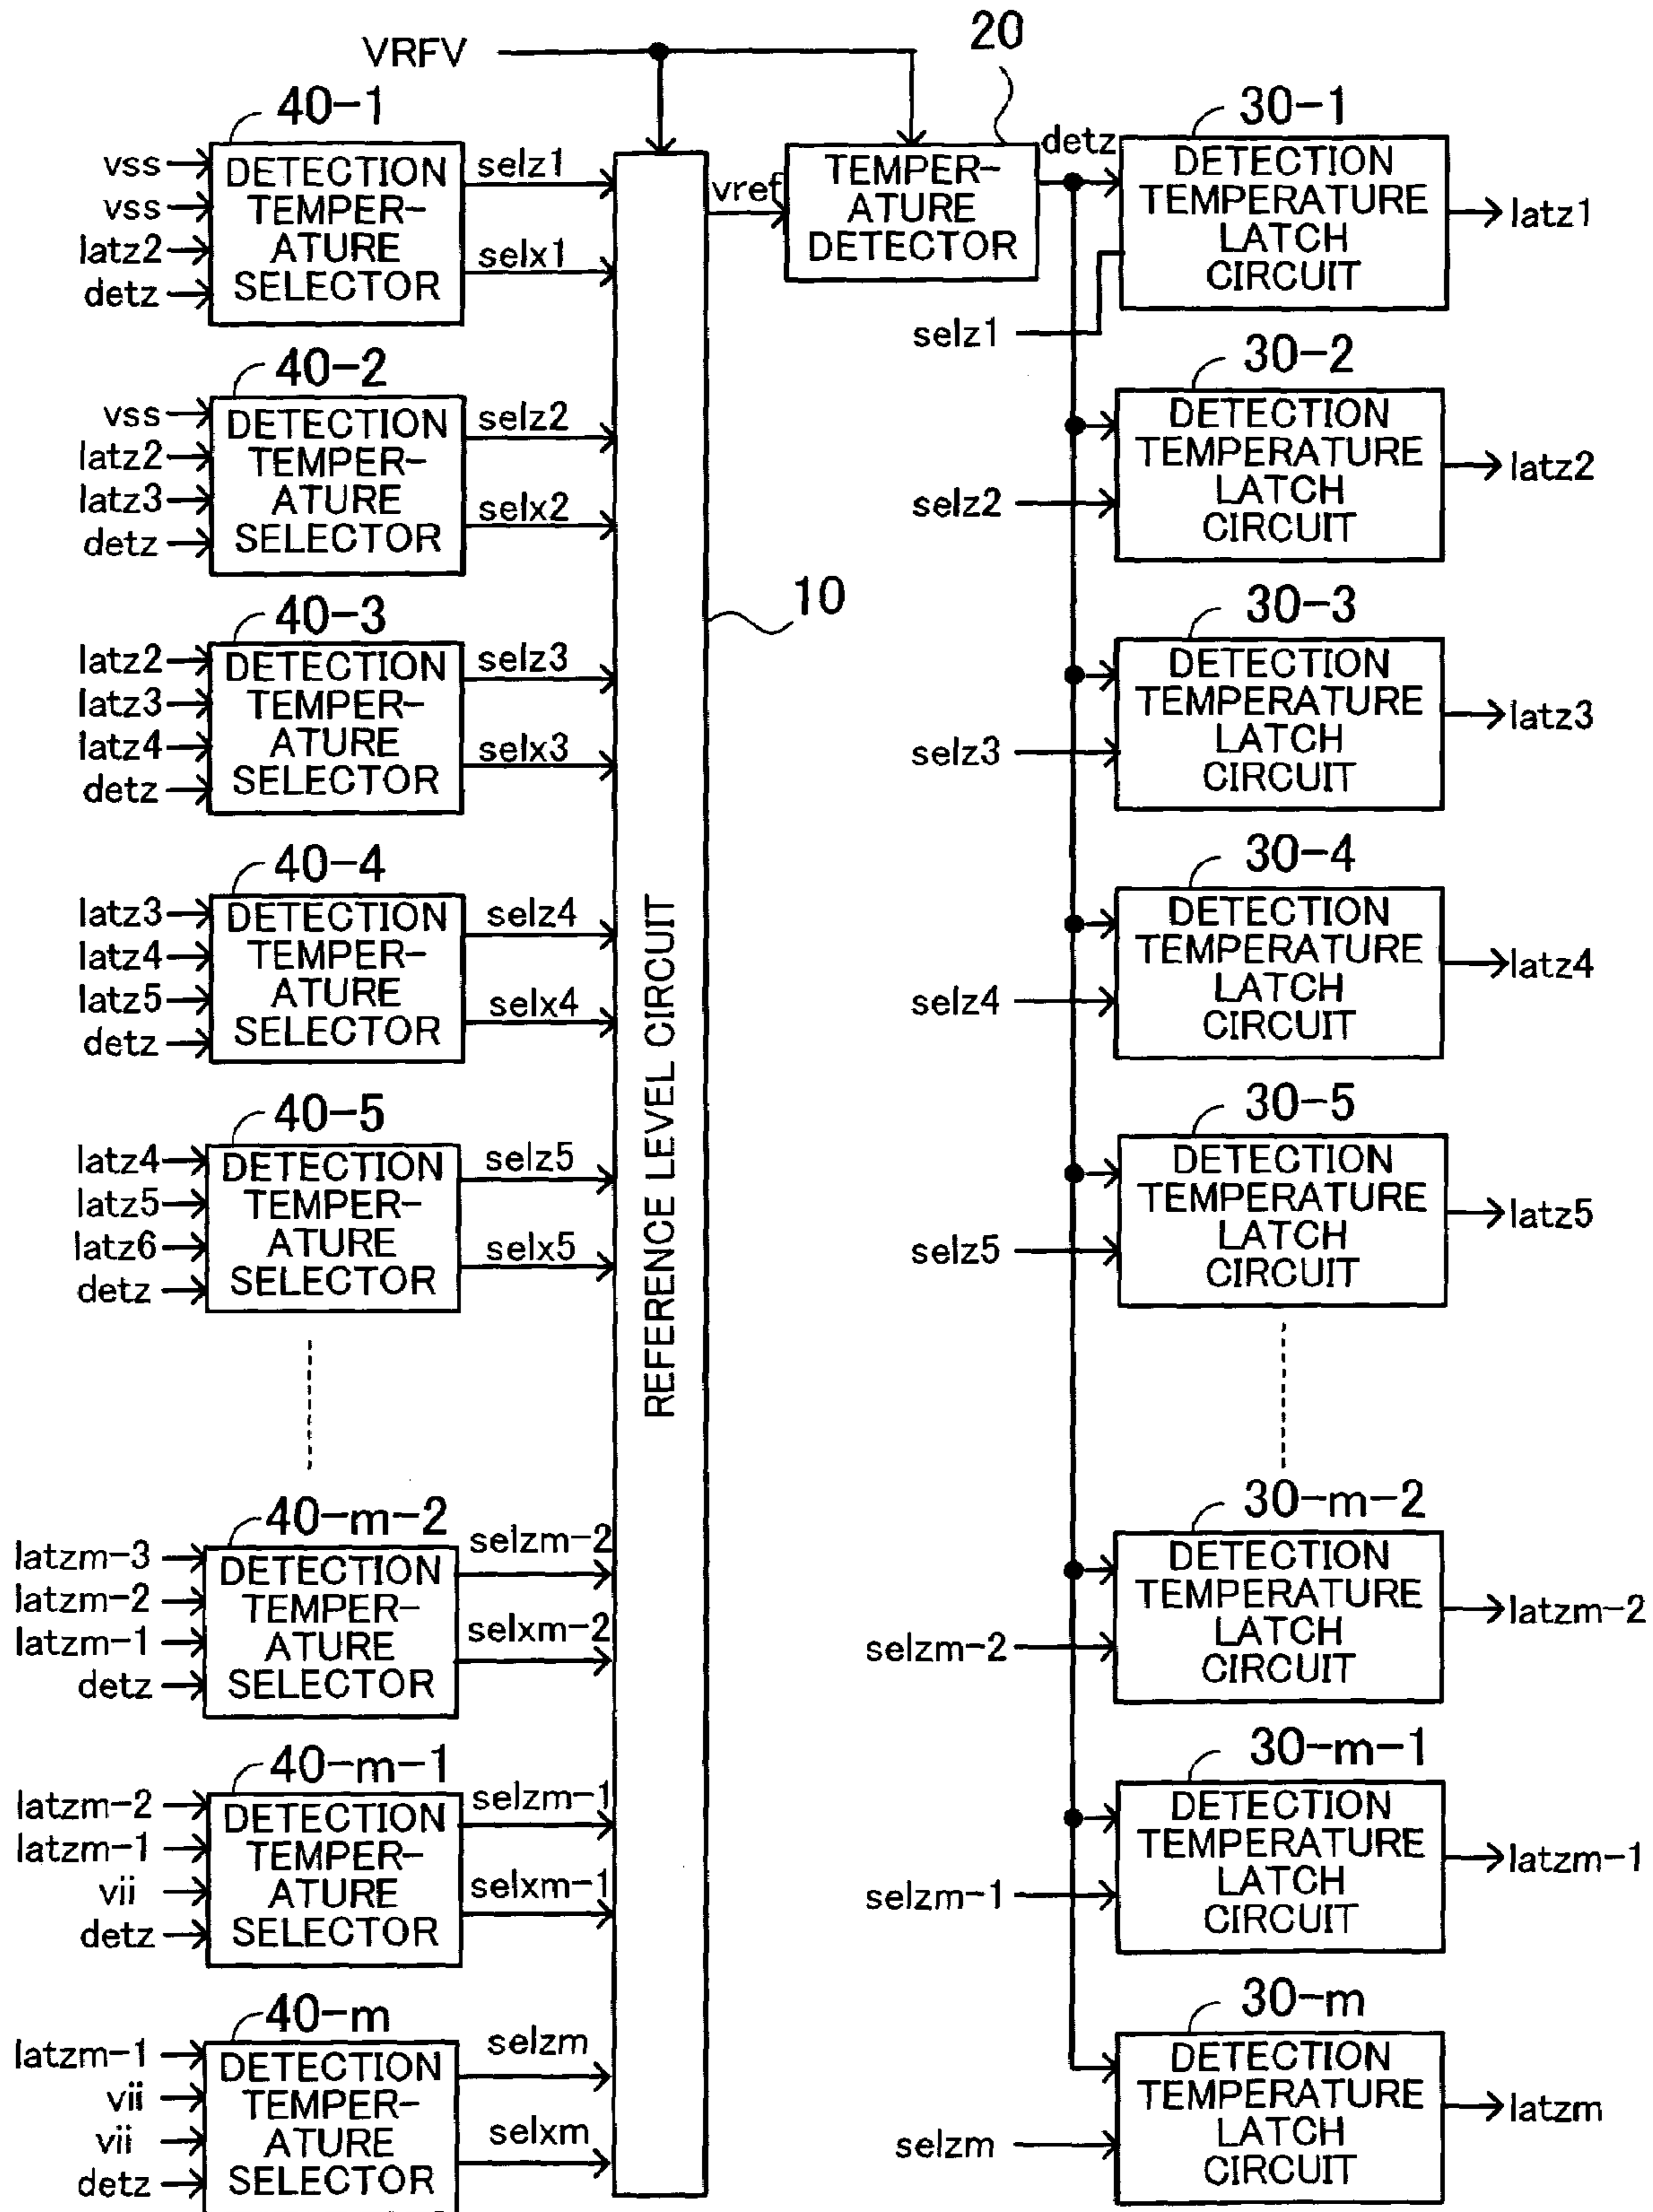 VRFV
20
40-1
vss
vss
latz2
detz
DETECTION
TEMPER-
ATURE
SELECTOR
selz1
selx1
vref
TEMPER-
ATURE
DETECTOR
detz
30-1
DETECTION
TEMPERATURE
LATCH
CIRCUIT
selz1
latz1
40-2
vss
latz2
latz3
detz
DETECTION
TEMPER-
ATURE
SELECTOR
selz2
selx2
30-2
DETECTION
TEMPERATURE
LATCH
CIRCUIT
selz2
latz2
10
REFERENCE LEVEL CIRCUIT
40-3
latz2
latz3
latz4
detz
DETECTION
TEMPER-
ATURE
SELECTOR
selz3
selx3
30-3
DETECTION
TEMPERATURE
LATCH
CIRCUIT
selz3
latz3
40-4
latz3
latz4
latz5
detz
DETECTION
TEMPER-
ATURE
SELECTOR
selz4
selx4
30-4
DETECTION
TEMPERATURE
LATCH
CIRCUIT
selz4
latz4
40-5
latz4
latz5
latz6
detz
DETECTION
TEMPER-
ATURE
SELECTOR
selz5
selx5
30-5
DETECTION
TEMPERATURE
LATCH
CIRCUIT
selz5
latz5
40-m-2
latzm-3
latzm-2
latzm-1
detz
DETECTION
TEMPER-
ATURE
SELECTOR
selzm-2
selxm-2
30-m-2
DETECTION
TEMPERATURE
LATCH
CIRCUIT
selzm-2
latzm-2
40-m-1
latzm-2
latzm-1
vii
detz
DETECTION
TEMPER-
ATURE
SELECTOR
selzm-1
selxm-1
30-m-1
DETECTION
TEMPERATURE
LATCH
CIRCUIT
selzm-1
latzm-1
40-m
latzm-1
vii
vii
detz
DETECTION
TEMPER-
ATURE
SELECTOR
selzm
selxm
30-m
DETECTION
TEMPERATURE
LATCH
CIRCUIT
selzm
latzm